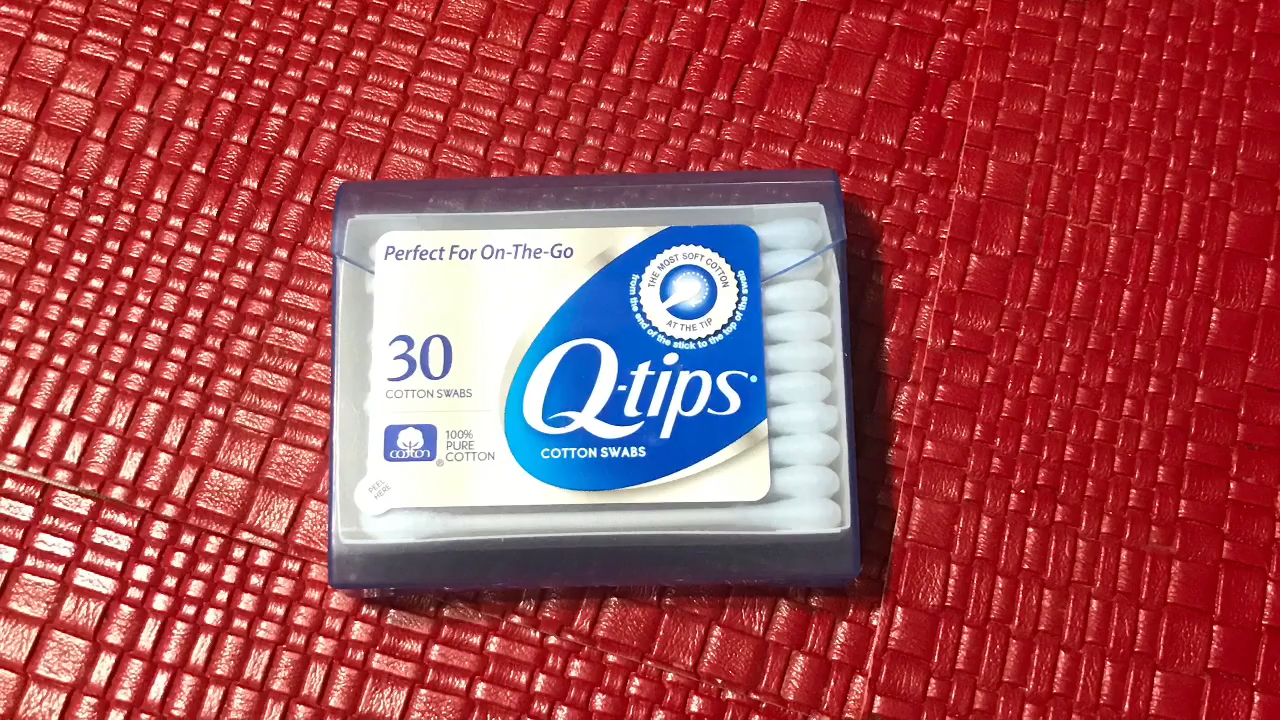 Perfect For On-The-Go
THE MOST SOFT COTTON
AT THE TIP
from the end of the stick to the top of the swab
30
COTTON SWABS
Q-tips®
COTTON SWABS
cotton®
100%
PURE
COTTON
PEEL
HERE